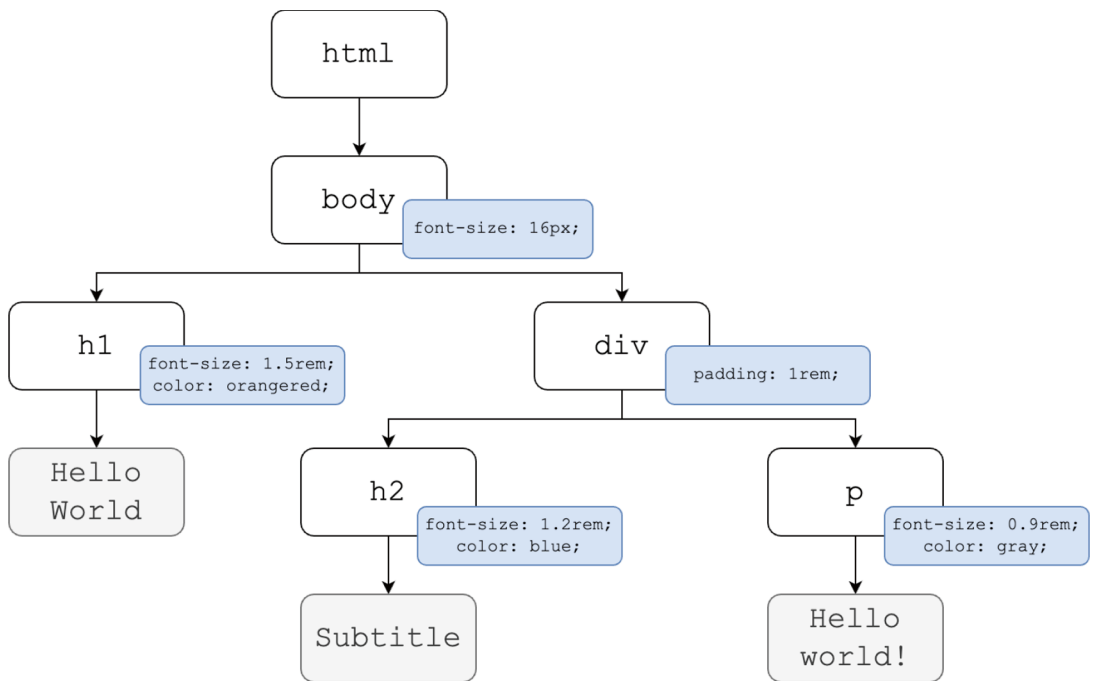 html
body
font-size: 16px;
h1
font-size: 1.5rem;
color: orangered;
div
padding: 1rem;
Hello
World
h2
font-size: 1.2rem;
color: blue;
p
font-size: 0.9rem;
color: gray;
Subtitle
Hello
world!